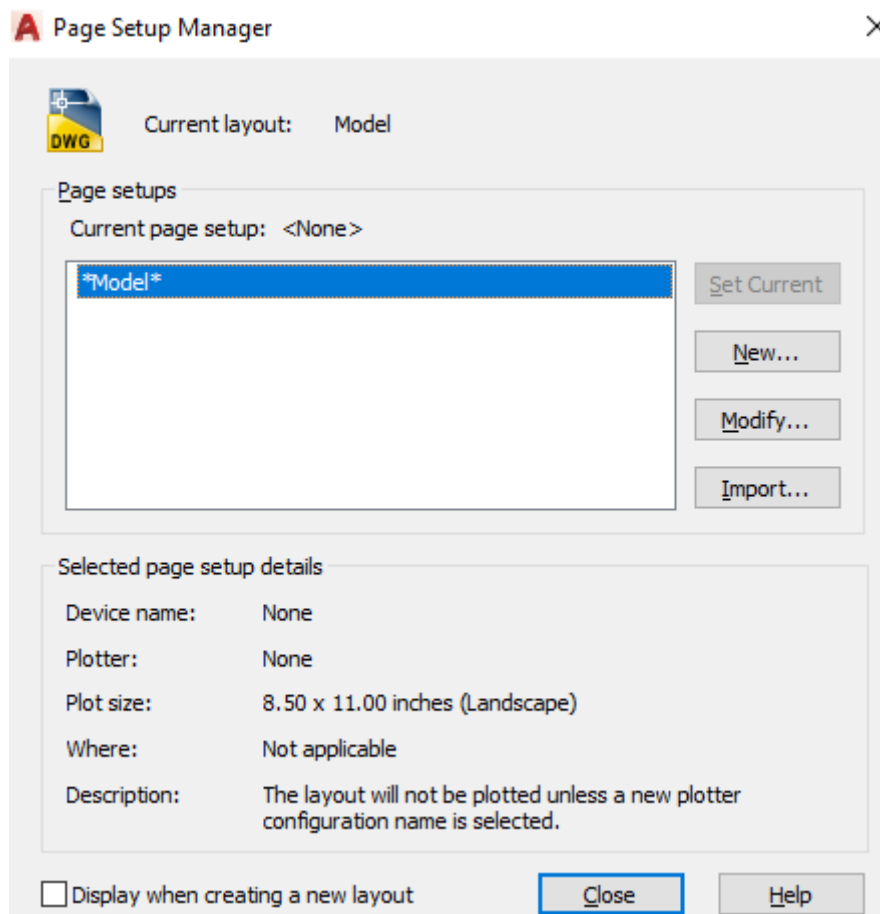 Page Setup Manager
DWG
Current layout: Model
Page setups
Current page setup: <None>
*Model*
Set Current
New...
Modify...
Import...
Selected page setup details
Device name: None
Plotter: None
Plot size: 8.50 x 11.00 inches (Landscape)
Where: Not applicable
Description: The layout will not be plotted unless a new plotter
configuration name is selected.
Display when creating a new layout
Close
Help